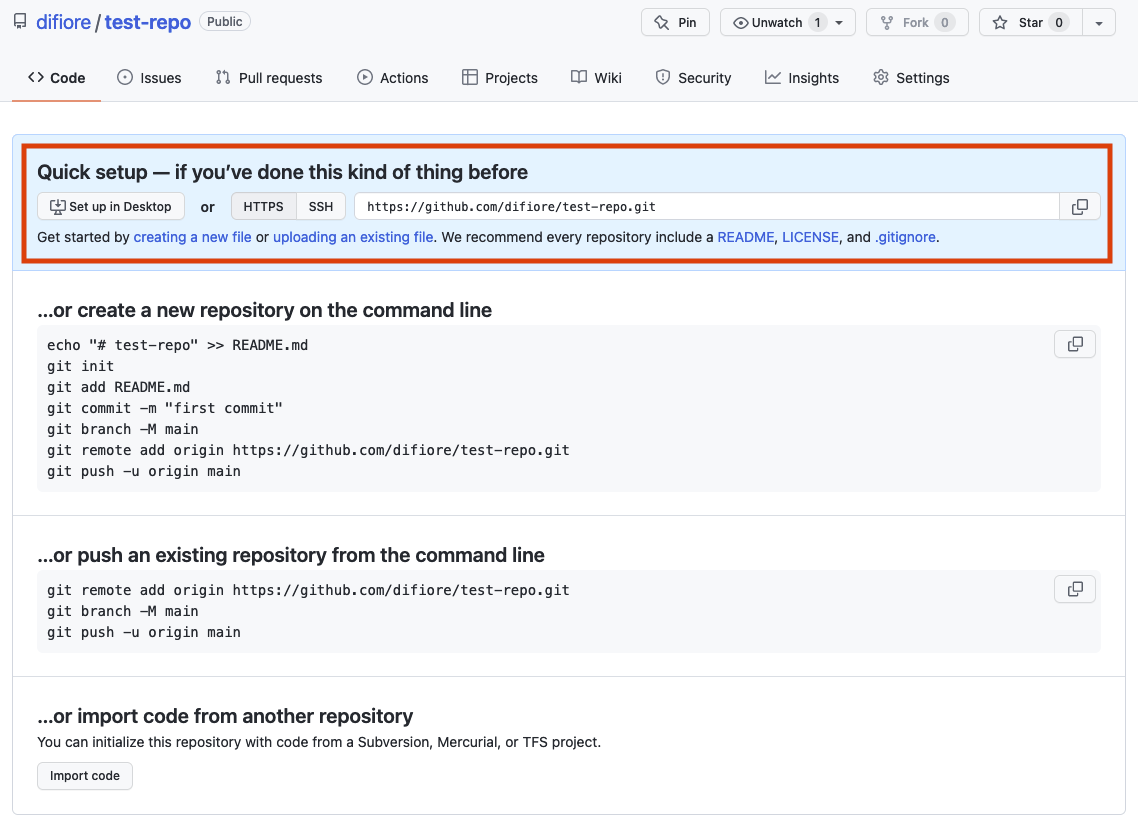 difiore / test-repo Public
Pin
Unwatch 1
Fork 0
Star 0
Code Issues Pull requests Actions Projects Wiki Security Insights Settings
Quick setup — if you’ve done this kind of thing before
Set up in Desktop or HTTPS SSH https://github.com/difiore/test-repo.git
Get started by creating a new file or uploading an existing file. We recommend every repository include a README, LICENSE, and .gitignore.
…or create a new repository on the command line
echo "# test-repo" >> README.md
git init
git add README.md
git commit -m "first commit"
git branch -M main
git remote add origin https://github.com/difiore/test-repo.git
git push -u origin main
…or push an existing repository from the command line
git remote add origin https://github.com/difiore/test-repo.git
git branch -M main
git push -u origin main
…or import code from another repository
You can initialize this repository with code from a Subversion, Mercurial, or TFS project.
Import code